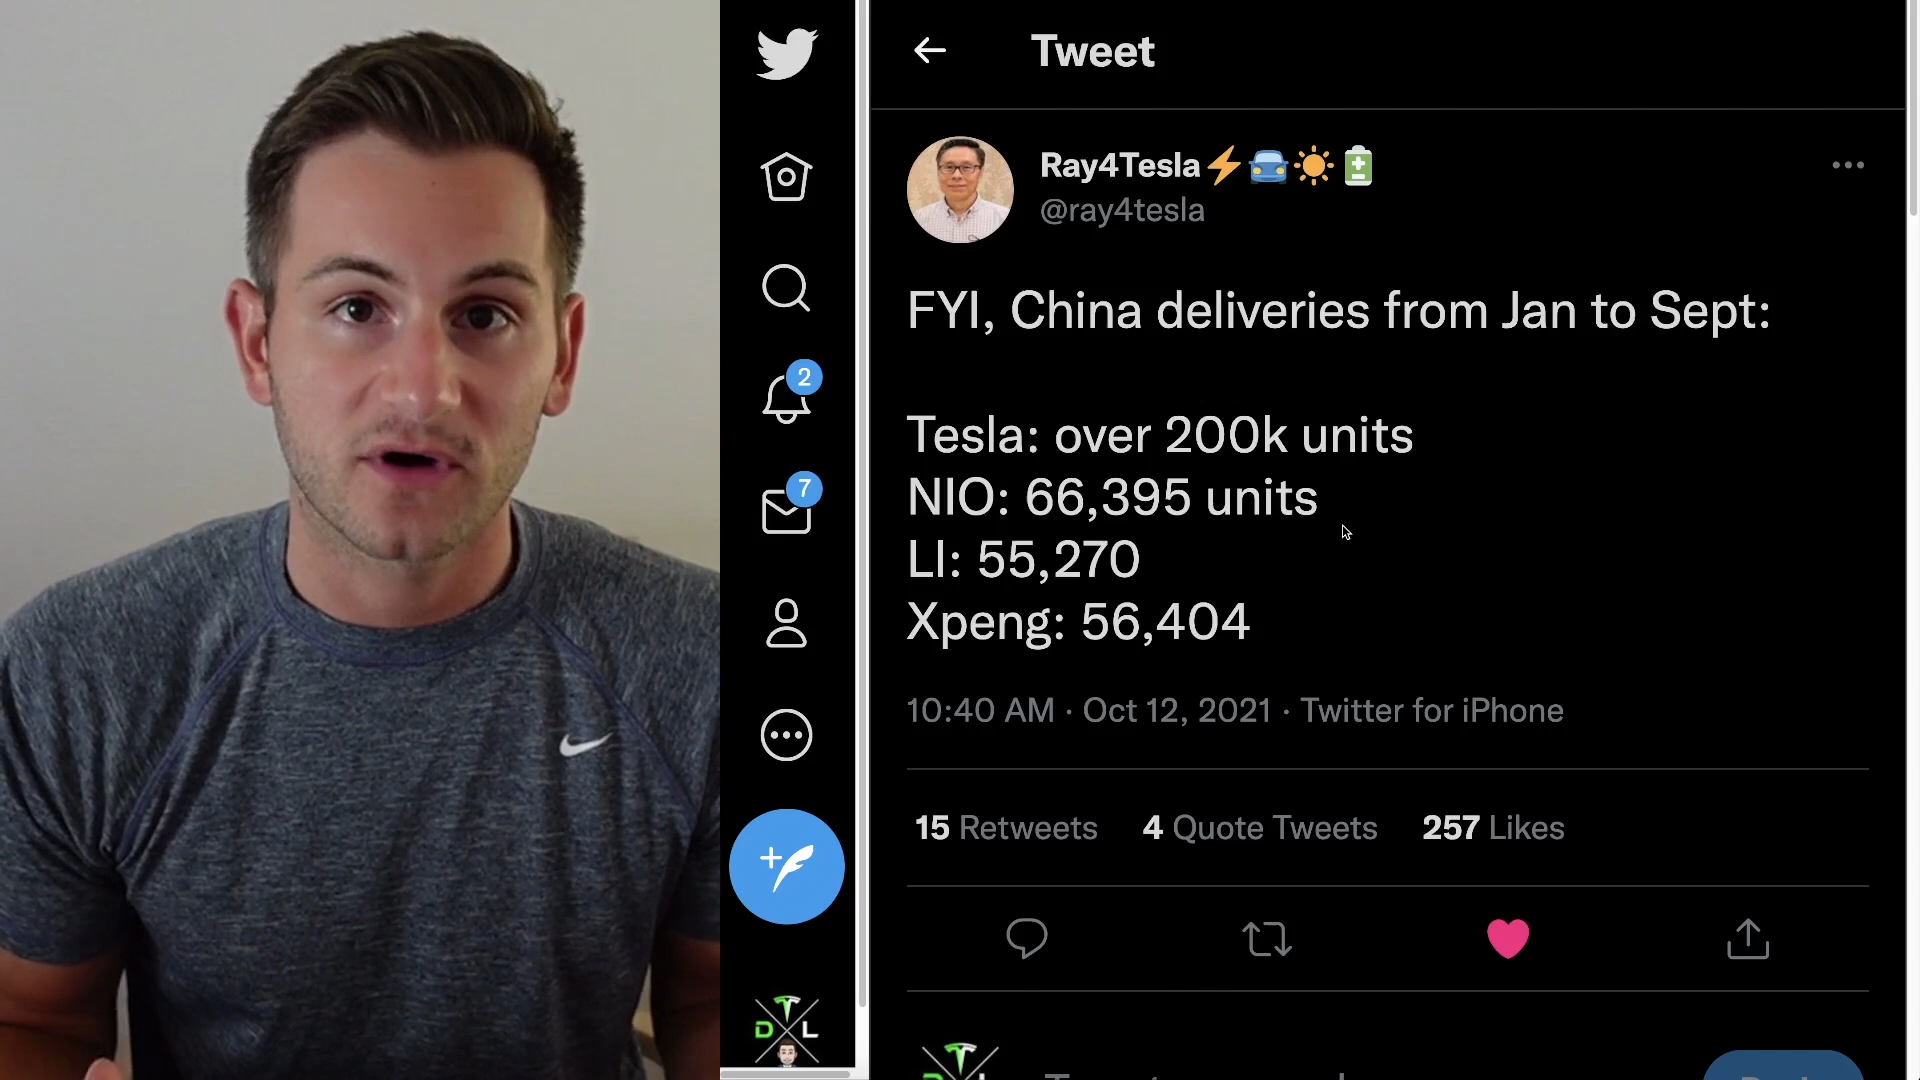 Tweet
Ray4Tesla
@ray4tesla
FYI, China deliveries from Jan to Sept:
2
Tesla: over 200k units
7
NIO: 66,395 units
LI: 55,270
Xpeng: 56,404
10:40 AM · Oct 12, 2021 · Twitter for iPhone
15 Retweets 4 Quote Tweets 257 Likes
D L